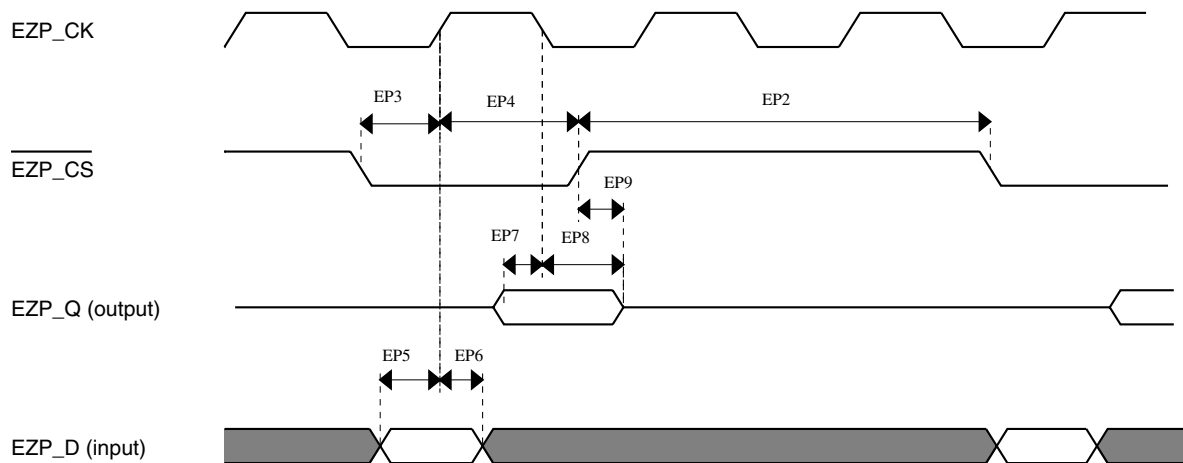 EZP_CK
EP3
EP4
EP2
EZP_CS
EP9
EP7
EP8
EZP_Q (output)
EP5
EP6
EZP_D (input)